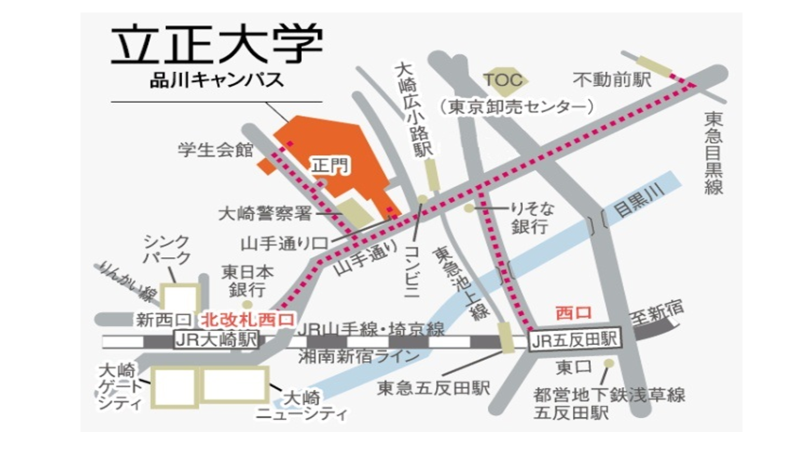 立正大学
品川キャンパス
TOC
(東京卸売センター)
不動前駅
東急目黒線
大崎広小路駅
学生会館
正門
大崎警察署
山手通り口
山手通り
コンビニ
りそな
銀行
目黒川
東急池上線
シンク
パーク
りんかい線
東日本
銀行
新西口
北改札西口
JR大崎駅
JR山手線・埼京線
湘南新宿ライン
西口
JR五反田駅
至新宿
東口
東急五反田駅
都営地下鉄浅草線
五反田駅
大崎
ゲート
シティ
大崎
ニューシティ